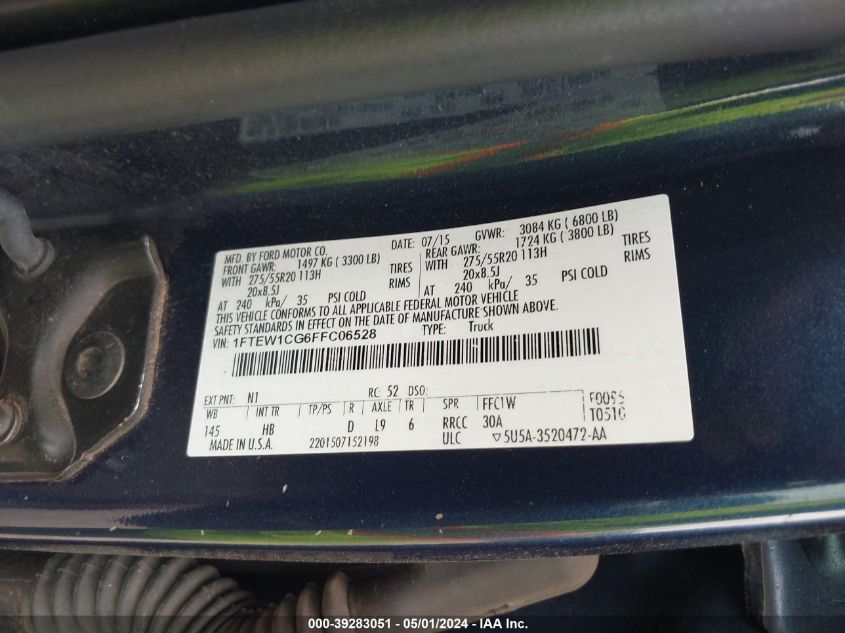 MFD. BY FORD MOTOR CO. DATE: 07/15 GVWR: 3084 KG ( 6800 LB)
FRONT GAWR: 1497 KG ( 3300 LB) REAR GAWR: 1724 KG ( 3800 LB)
WITH 275/55R20 113H TIRES WITH 275/55R20 113H TIRES
20x8.5J RIMS 20x8.5J RIMS
AT 240 kPa/ 35 PSI COLD AT 240 kPa/ 35 PSI COLD
THIS VEHICLE CONFORMS TO ALL APPLICABLE FEDERAL MOTOR VEHICLE
SAFTY STANDARDS IN EFFECT ON THE DATE OF MANUFACTURE SHOWN ABOVE.
VIN: 1FTEW1CG6FFC06528 TYPE: Truck
EXT PNT: N1 RC: 52 DSO:
WB INT TR TP/PS R AXLE TR SPR FFC1W
145 HB D L9 6 RRCC 30A
MADE IN U.S.A. 2201507152198 ULC ▽5U5A-3520472-AA
000-39283051 - 05/01/2024 - IAA Inc.